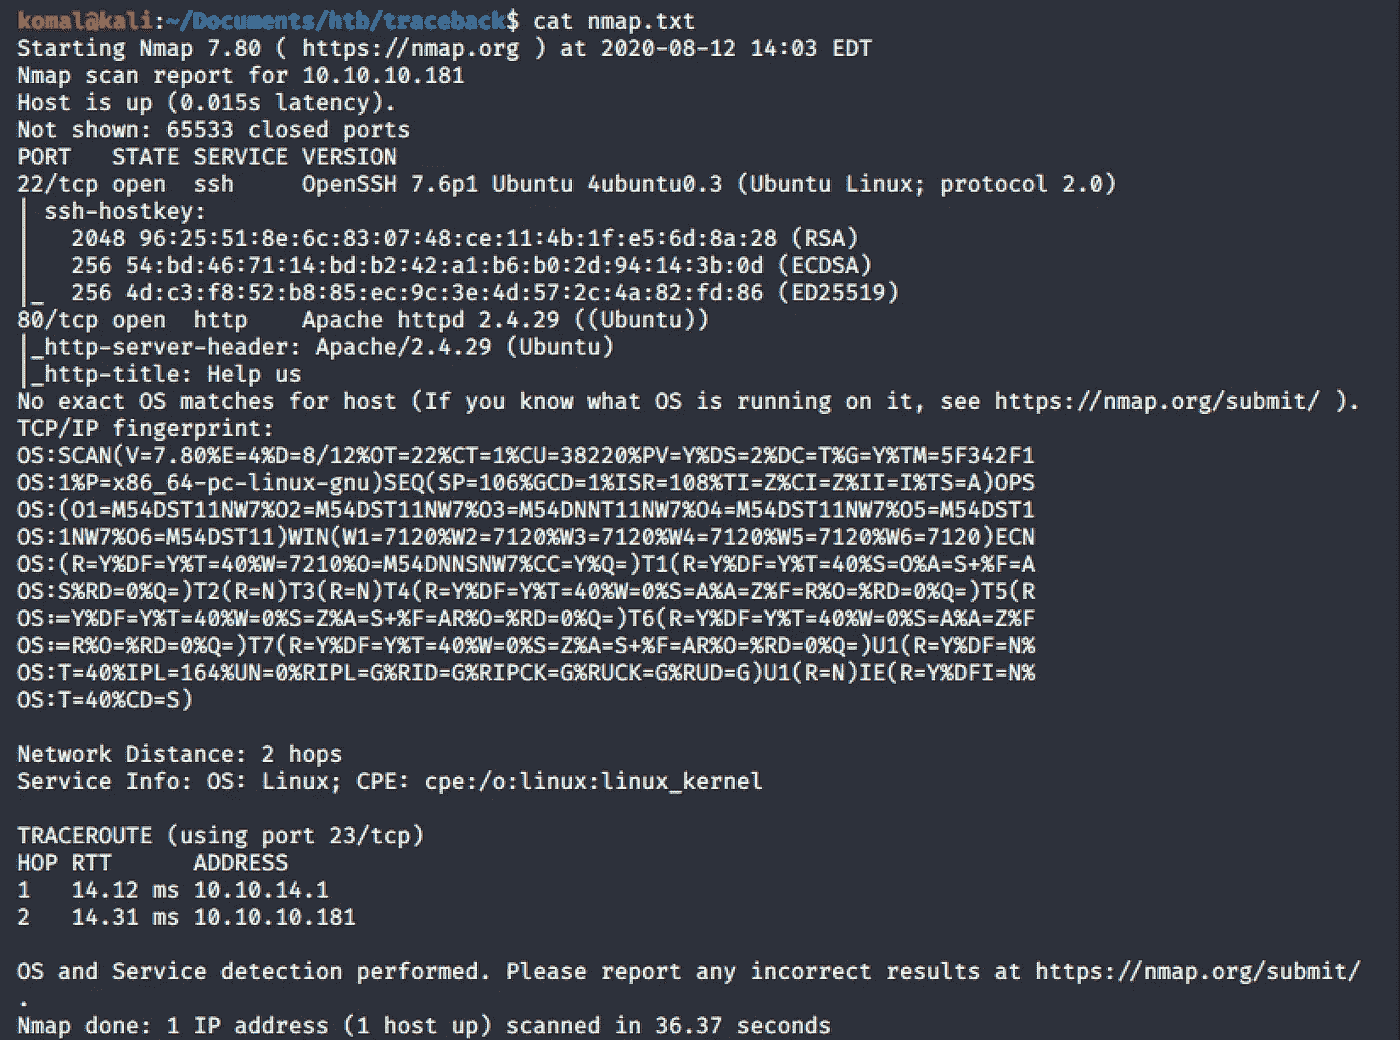 komal@kali:~/Documents/htb/traceback$ cat nmap.txt
Starting Nmap 7.80 ( https://nmap.org ) at 2020-08-12 14:03 EDT
Nmap scan report for 10.10.10.181
Host is up (0.015s latency).
Not shown: 65533 closed ports
PORT   STATE SERVICE VERSION
22/tcp open  ssh     OpenSSH 7.6p1 Ubuntu 4ubuntu0.3 (Ubuntu Linux; protocol 2.0)
| ssh-hostkey:
|   2048 96:25:51:8e:6c:83:07:48:ce:11:4b:1f:e5:6d:8a:28 (RSA)
|   256 54:bd:46:71:14:bd:b2:42:a1:b6:b0:2d:94:14:3b:0d (ECDSA)
|_  256 4d:c3:f8:52:b8:85:ec:9c:3e:4d:57:2c:4a:82:fd:86 (ED25519)
80/tcp open  http    Apache httpd 2.4.29 ((Ubuntu))
|_http-server-header: Apache/2.4.29 (Ubuntu)
|_http-title: Help us
No exact OS matches for host (If you know what OS is running on it, see https://nmap.org/submit/ ).
TCP/IP fingerprint:
OS:SCAN(V=7.80%E=4%D=8/12%OT=22%CT=1%CU=38220%PV=Y%DS=2%DC=T%G=Y%TM=5F342F1
OS:1%P=x86_64-pc-linux-gnu)SEQ(SP=106%GCD=1%ISR=108%TI=Z%CI=Z%II=I%TS=A)OPS
OS:(O1=M54DST11NW7%O2=M54DST11NW7%O3=M54DNNT11NW7%O4=M54DST11NW7%O5=M54DST1
OS:1NW7%O6=M54DST11)WIN(W1=7120%W2=7120%W3=7120%W4=7120%W5=7120%W6=7120)ECN
OS:(R=Y%DF=Y%T=40%W=7210%O=M54DNNSNW7%CC=Y%Q=)T1(R=Y%DF=Y%T=40%S=O%A=S+%F=A
OS:S%RD=0%Q=)T2(R=N)T3(R=N)T4(R=Y%DF=Y%T=40%W=0%S=A%A=Z%F=R%O=%RD=0%Q=)T5(R
OS:=Y%DF=Y%T=40%W=0%S=Z%A=S+%F=AR%O=%RD=0%Q=)T6(R=Y%DF=Y%T=40%W=0%S=A%A=Z%F
OS:=R%O=%RD=0%Q=)T7(R=Y%DF=Y%T=40%W=0%S=Z%A=S+%F=AR%O=%RD=0%Q=)U1(R=Y%DF=N%
OS:T=40%IPL=164%UN=0%RIPL=G%RID=G%RIPCK=G%RUCK=G%RUD=G)U1(R=N)IE(R=Y%DFI=N%
OS:T=40%CD=S)
Network Distance: 2 hops
Service Info: OS: Linux; CPE: cpe:/o:linux:linux_kernel
TRACEROUTE (using port 23/tcp)
HOP RTT      ADDRESS
1   14.12 ms 10.10.14.1
2   14.31 ms 10.10.10.181
OS and Service detection performed. Please report any incorrect results at https://nmap.org/submit/
.
Nmap done: 1 IP address (1 host up) scanned in 36.37 seconds